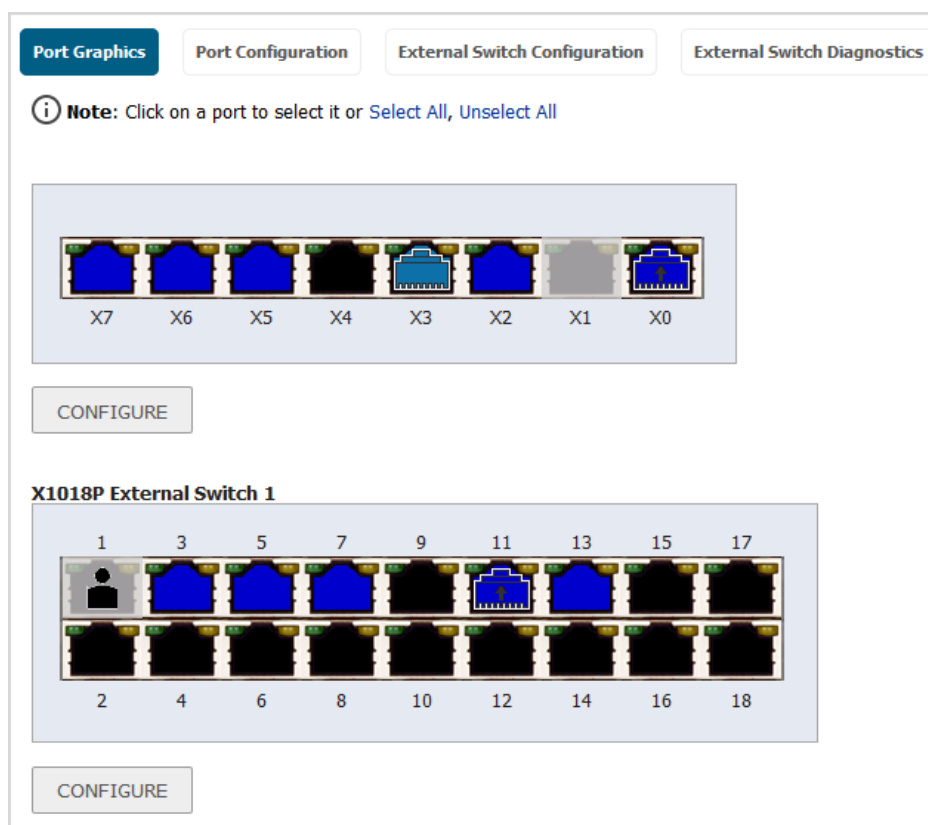 Port Graphics Port Configuration External Switch Configuration External Switch Diagnostics
Note: Click on a port to select it or Select All, Unselect All
X7 X6 X5 X4 X3 X2 X1 X0
CONFIGURE
X1018P External Switch 1
1 3 5 7 9 11 13 15 17
2 4 6 8 10 12 14 16 18
CONFIGURE